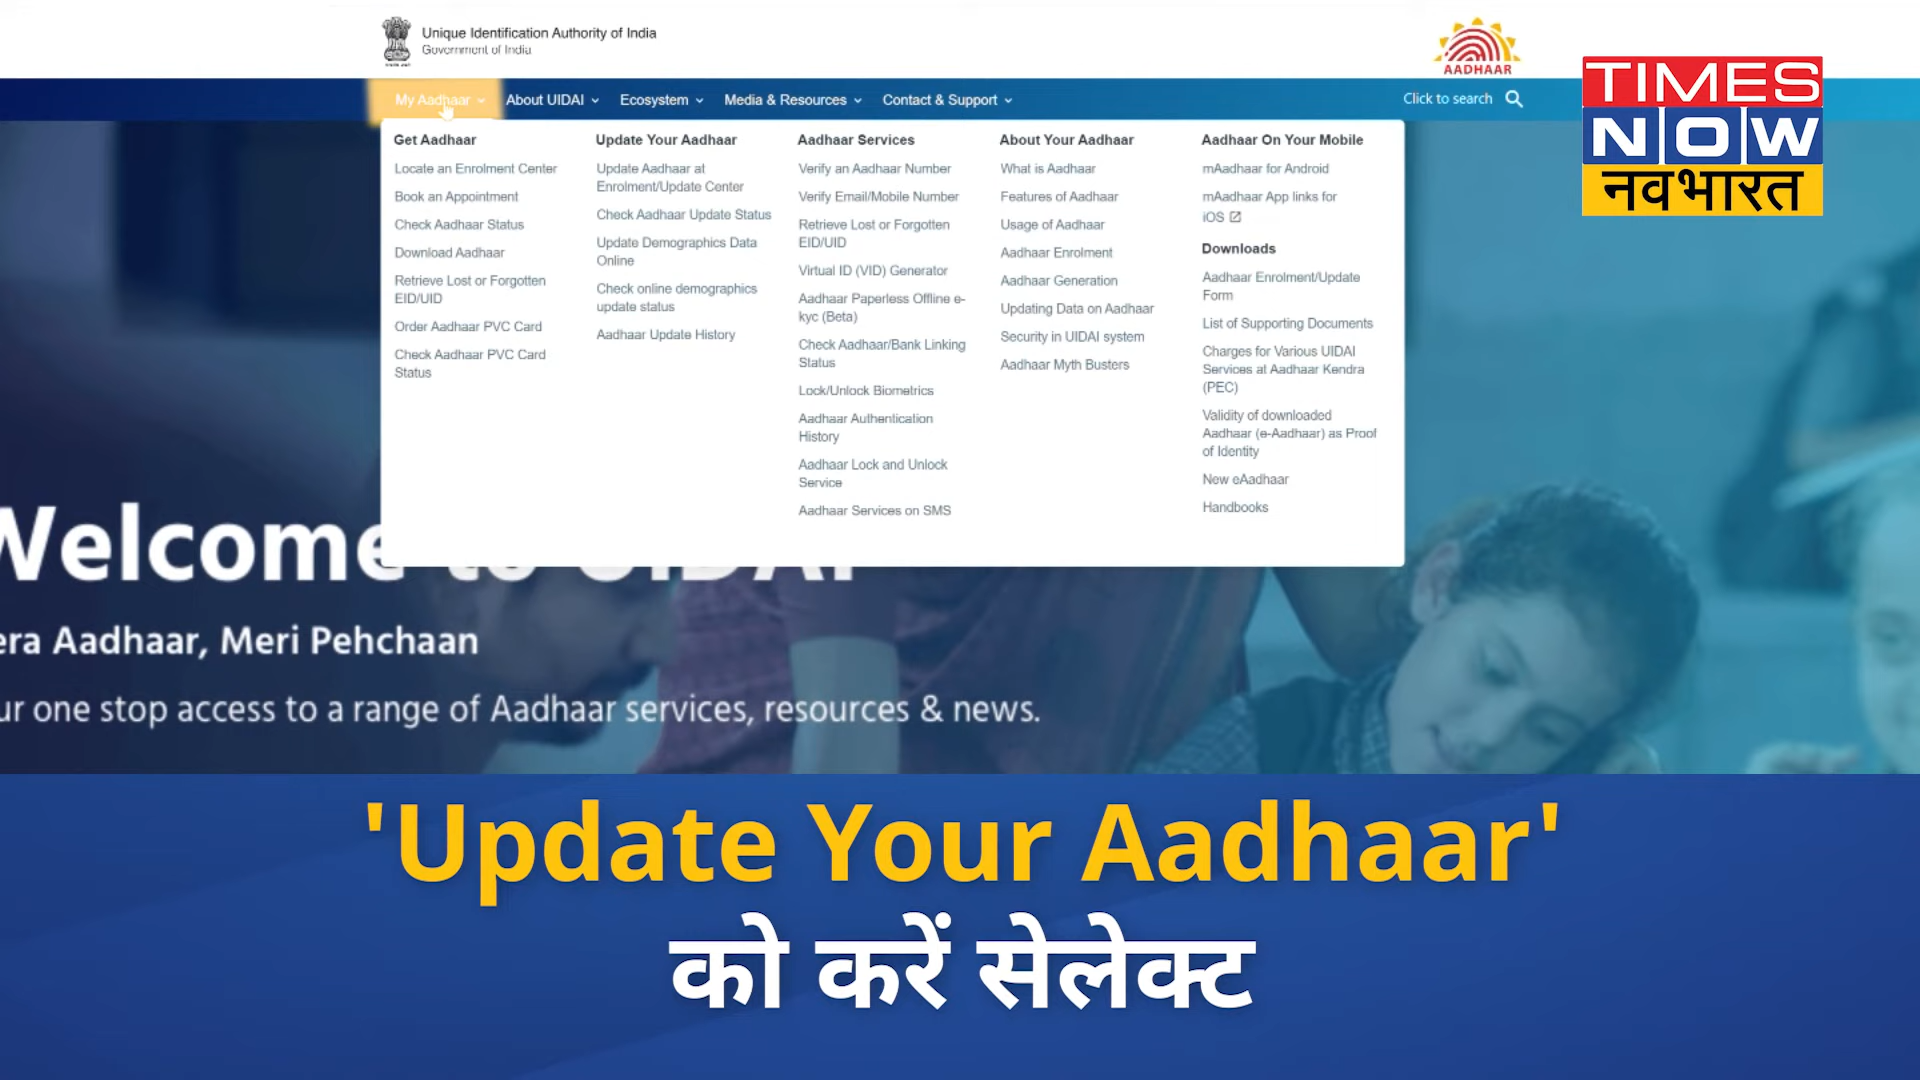 Unique Identification Authority of India
Government of India
AADHAAR
TIMES
NOW
नवभारत
My Aadhaar
About UIDAI
Ecosystem
Media & Resources
Contact & Support
Click to search
Get Aadhaar
Locate an Enrolment Center
Book an Appointment
Check Aadhaar Status
Download Aadhaar
Retrieve Lost or Forgotten
EID/UID
Order Aadhaar PVC Card
Check Aadhaar PVC Card
Status
Update Your Aadhaar
Update Aadhaar at
Enrolment/Update Center
Check Aadhaar Update Status
Update Demographics Data
Online
Check online demographics
update status
Aadhaar Update History
Aadhaar Services
Verify an Aadhaar Number
Verify Email/Mobile Number
Retrieve Lost or Forgotten
EID/UID
Virtual ID (VID) Generator
Aadhaar Paperless Offline e-
kyc (Beta)
Check Aadhaar/Bank Linking
Status
Lock/Unlock Biometrics
Aadhaar Authentication
History
Aadhaar Lock and Unlock
Service
Aadhaar Services on SMS
About Your Aadhaar
What is Aadhaar
Features of Aadhaar
Usage of Aadhaar
Aadhaar Enrolment
Aadhaar Generation
Updating Data on Aadhaar
Security in UIDAI system
Aadhaar Myth Busters
Aadhaar On Your Mobile
mAadhaar for Android
mAadhaar App links for
iOS
Downloads
Aadhaar Enrolment/Update
Form
List of Supporting Documents
Charges for Various UIDAI
Services at Aadhaar Kendra
(PEC)
Validity of downloaded
Aadhaar (e-Aadhaar) as Proof
of Identity
New eAadhaar
Handbooks
Welcome to UIDAI
era Aadhaar, Meri Pehchaan
ur one stop access to a range of Aadhaar services, resources & news.
'Update Your Aadhaar'
को करें सेलेक्ट